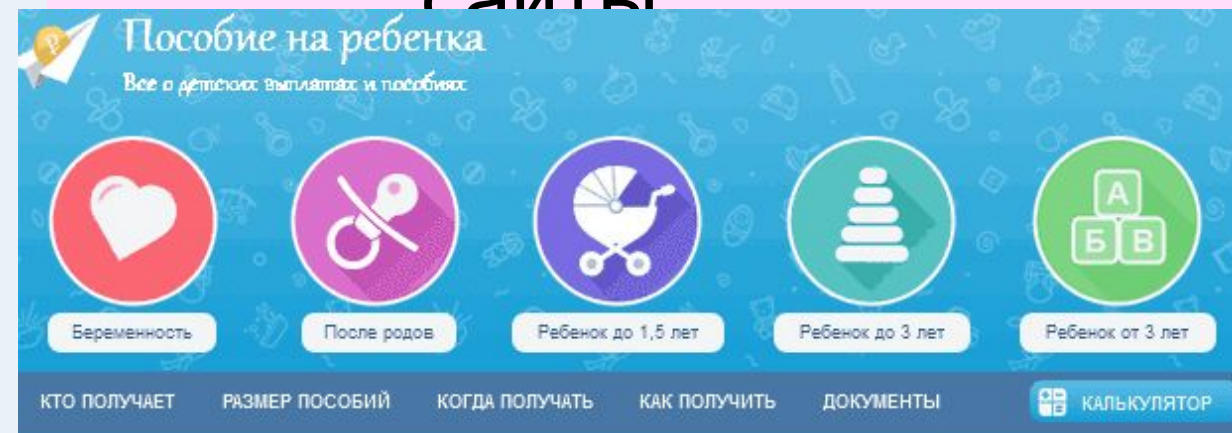 сайты
Пособие на ребенка
Все о детских выплатах и пособиях
Беременность
После родов
Ребенок до 1,5 лет
Ребенок до 3 лет
Ребенок от 3 лет
А
Б В
КТО ПОЛУЧАЕТ РАЗМЕР ПОСОБИЙ КОГДА ПОЛУЧАТЬ КАК ПОЛУЧИТЬ ДОКУМЕНТЫ КАЛЬКУЛЯТОР